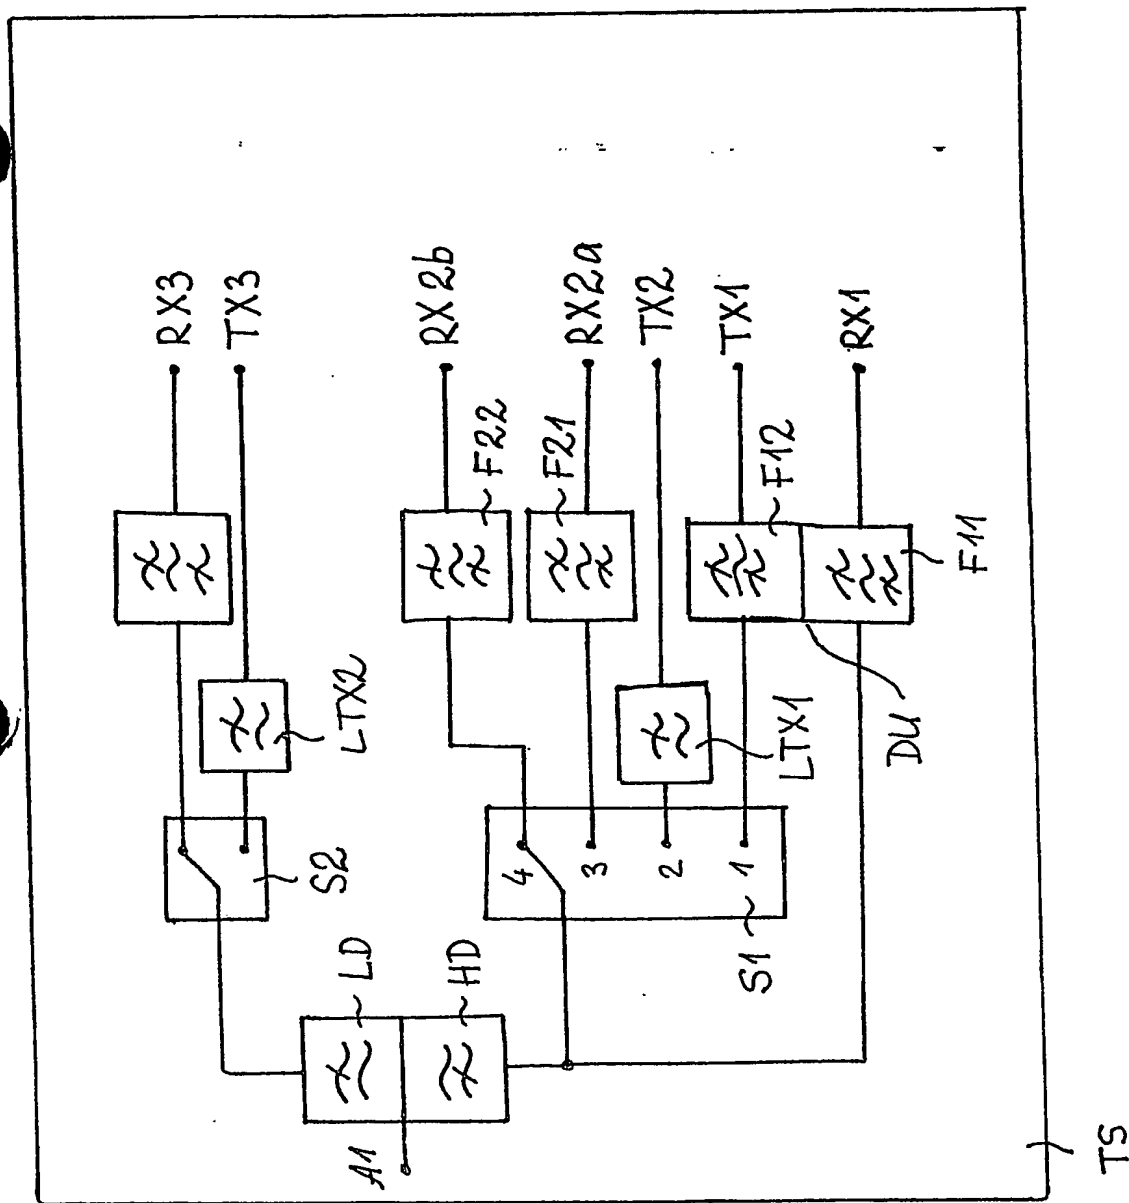 RX3
TX3
LTX2
S2
RX2b
F22
RX2a
F21
TX2
LTX1
TX1
F12
RX1
F11
DU
4
3
2
1
S1
LD
HD
A1
TS